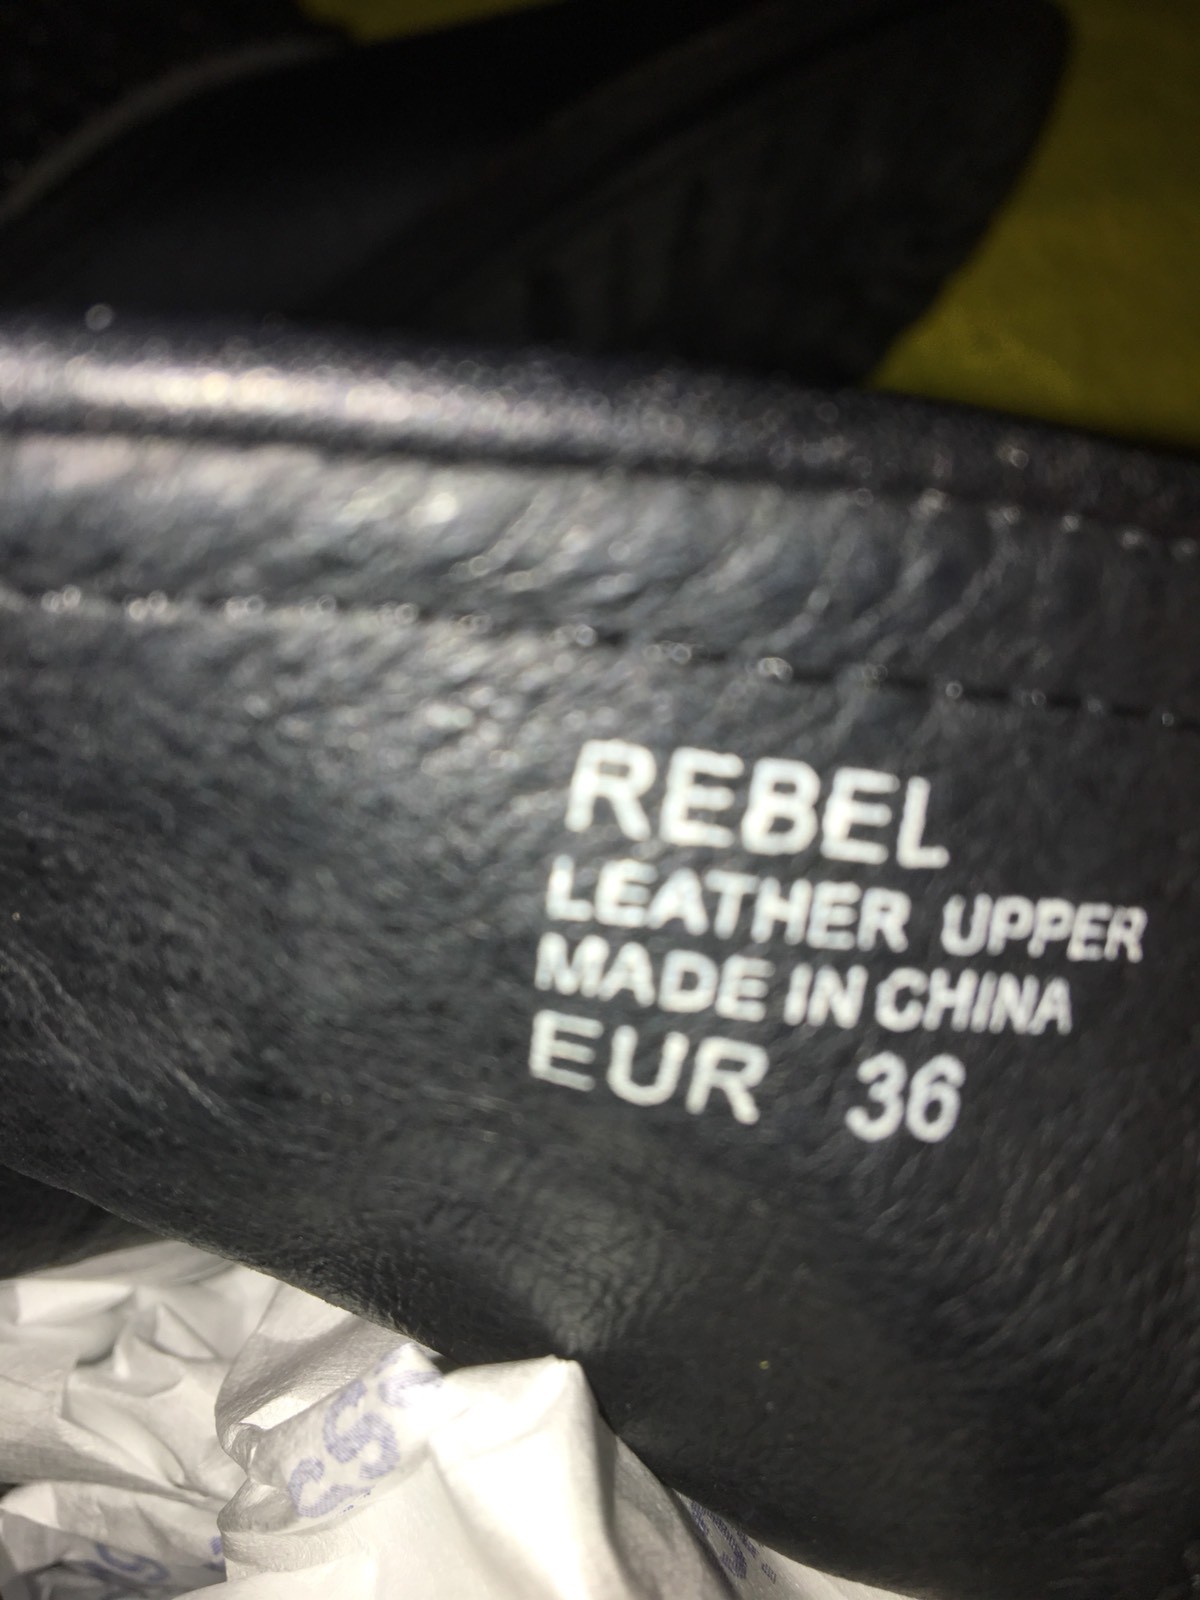 REBEL
LEATHER UPPER
MADE IN CHINA
EUR 36